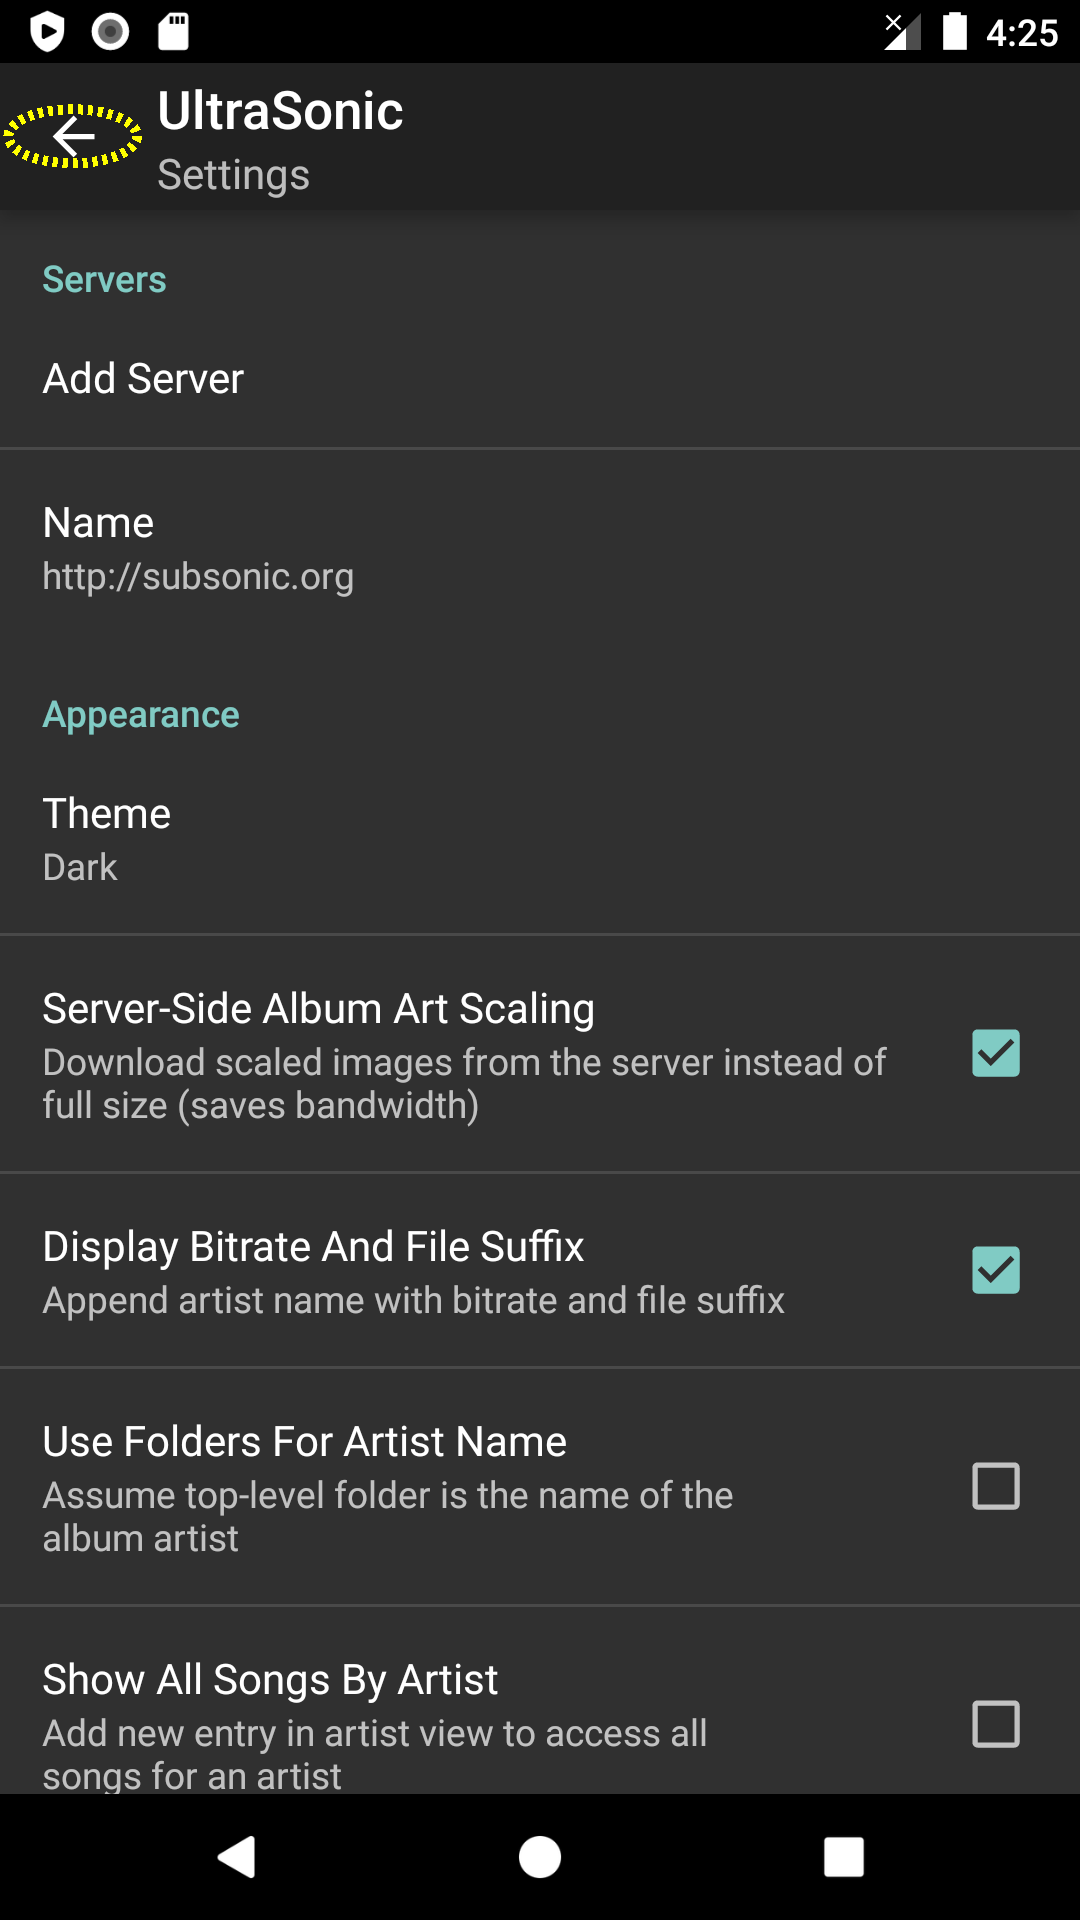 4:25
UltraSonic
Settings
Servers
Add Server
Name
http://subsonic.org
Appearance
Theme
Dark
Server-Side Album Art Scaling
Download scaled images from the server instead of
full size (saves bandwidth)
Display Bitrate And File Suffix
Append artist name with bitrate and file suffix
Use Folders For Artist Name
Assume top-level folder is the name of the
album artist
Show All Songs By Artist
Add new entry in artist view to access all
songs for an artist